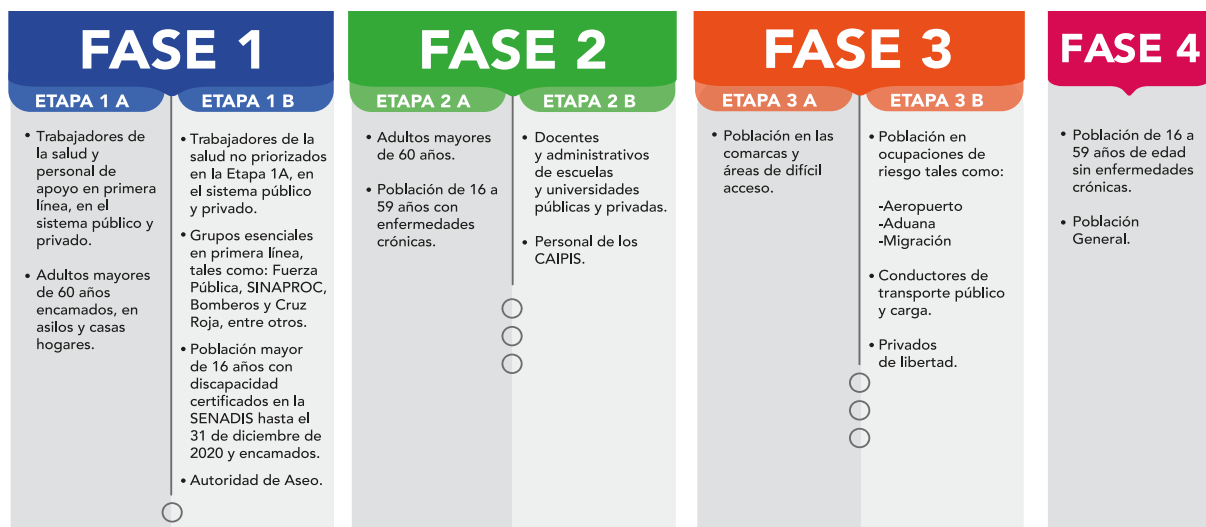 FASE 1
ETAPA 1 A
• Trabajadores de
la salud y
personal de
apoyo en primera
línea, en el
sistema público y
privado.
• Adultos mayores
de 60 años
encamados, en
asilos y casas
hogares.
ETAPA 1 B
• Trabajadores de la
salud no priorizados
en la Etapa 1A, en
el sistema público
y privado.
• Grupos esenciales
en primera línea,
tales como: Fuerza
Pública, SINAPROC,
Bomberos y Cruz
Roja, entre otros.
• Población mayor
de 16 años con
discapacidad
certificados en la
SENADIS hasta el
31 de diciembre de
2020 y encamados.
• Autoridad de Aseo.
FASE 2
ETAPA 2 A
• Adultos mayores
de 60 años.
• Población de 16 a
59 años con
enfermedades
crónicas.
ETAPA 2 B
• Docentes
y administrativos
de escuelas
y universidades
públicas y privadas.
• Personal de los
CAIPIS.
FASE 3
ETAPA 3 A
• Población en las
comarcas y
áreas de difícil
acceso.
ETAPA 3 B
• Población en
ocupaciones de
riesgo tales como:
-Aeropuerto
-Aduana
-Migración
• Conductores de
transporte público
y carga.
• Privados
de libertad.
FASE 4
• Población de 16 a
59 años de edad
sin enfermedades
crónicas.
• Población
General.